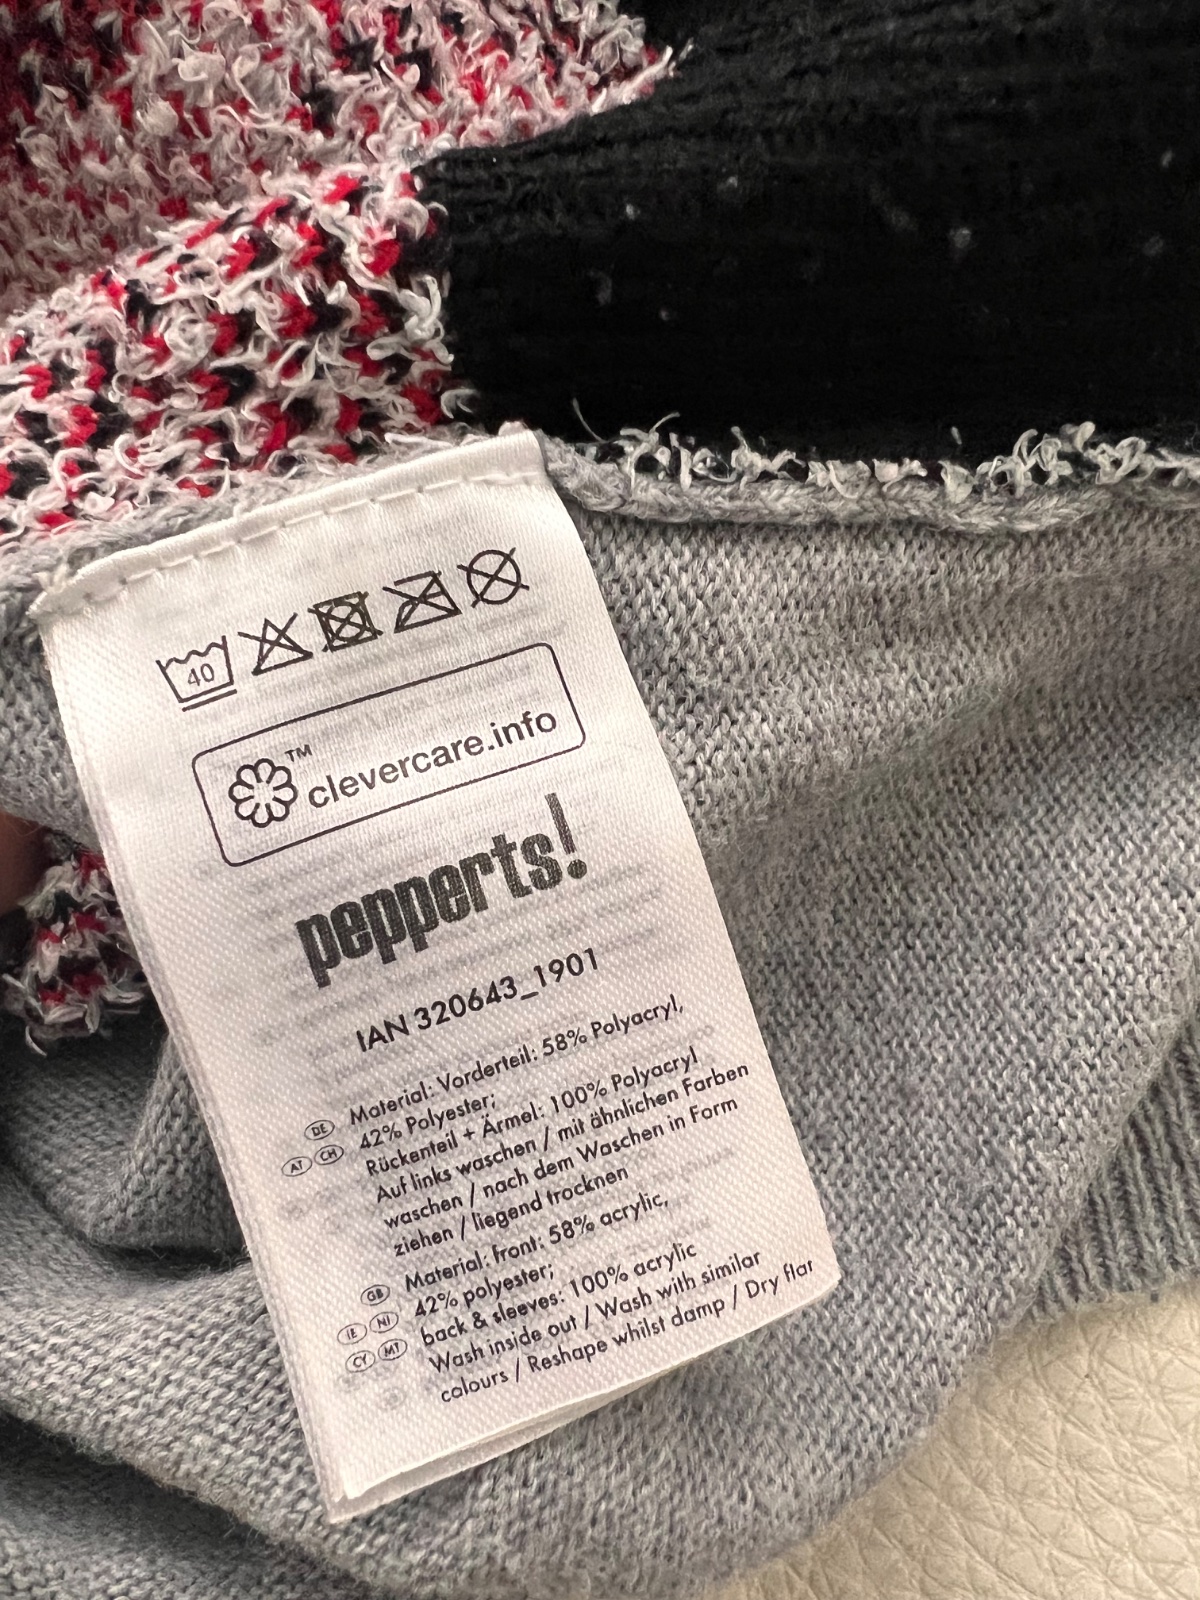 40
™
clevercare.info
pepperts!
IAN 320643_1901
DE Material: Vorderteil: 58% Polyacryl,
AT CH 42% Polyester;
Rückenteil + Ärmel: 100% Polyacryl
Auf links waschen / mit ähnlichen Farben
waschen / nach dem Waschen in Form
ziehen / liegend trocknen
GB Material: front: 58% acrylic,
IE NI 42% polyester;
CY MT back & sleeves: 100% acrylic
Wash inside out / Wash with similar
colours / Reshape whilst damp / Dry flat